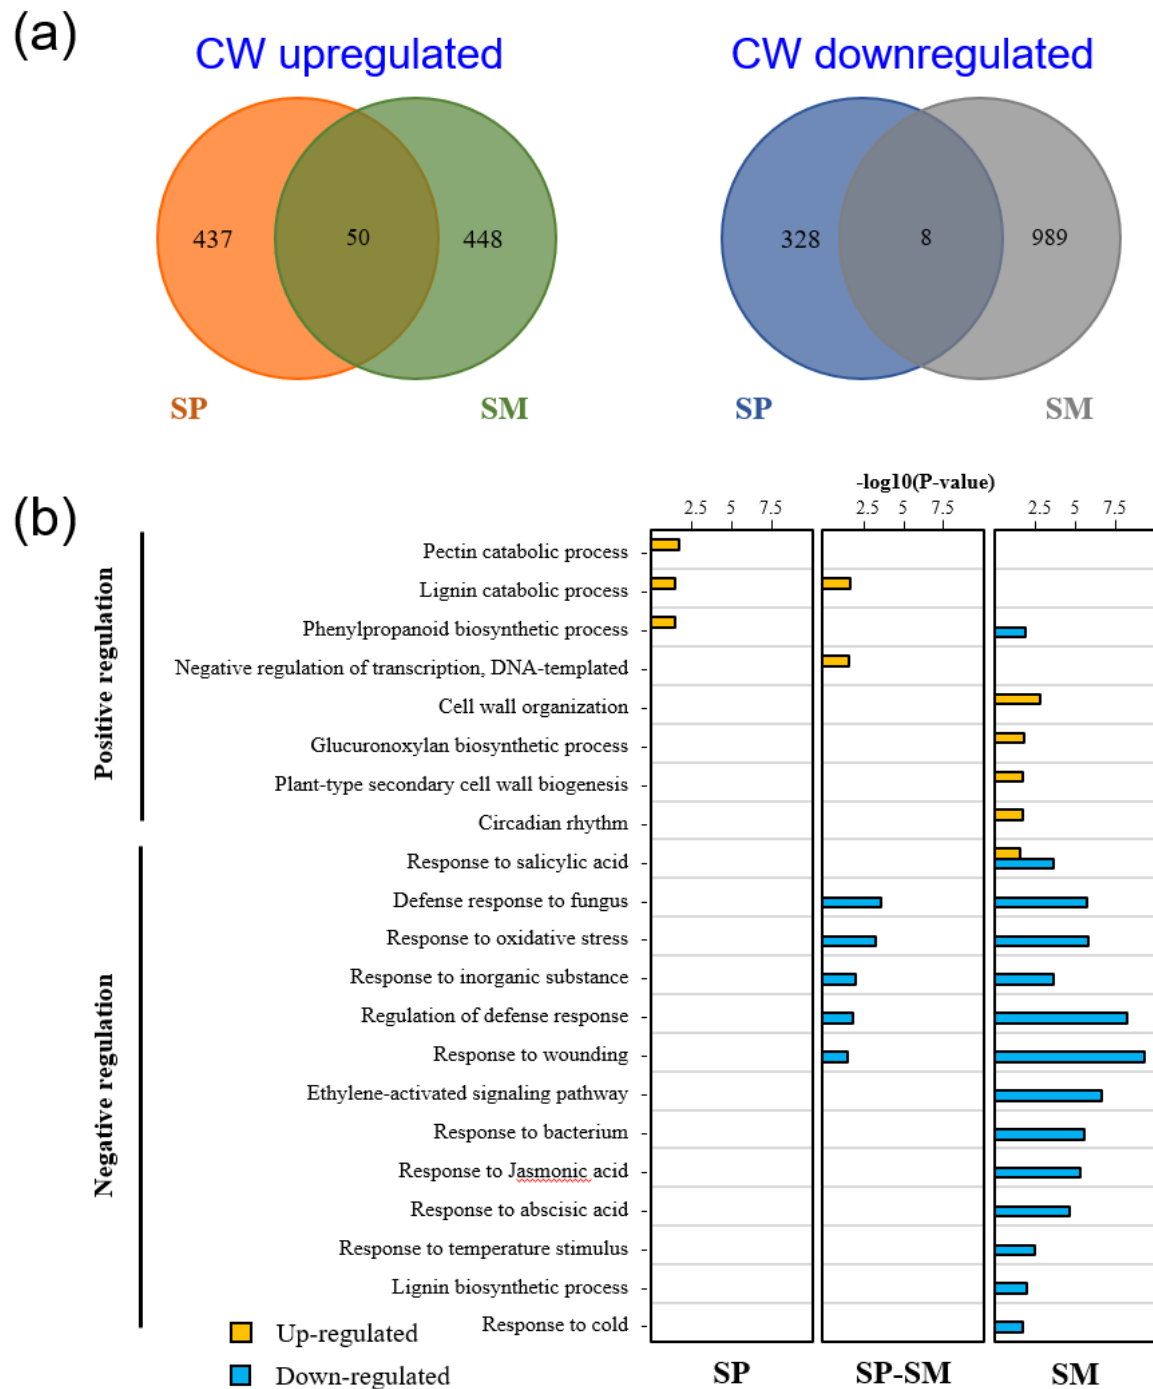 (a)
CW upregulated
CW downregulated
437
50
448
328
8
989
SP
SM
SP
SM
(b)
-log10(P-value)
2.5 5 7.5
2.5 5 7.5
2.5 5 7.5
Positive regulation
Pectin catabolic process
Lignin catabolic process
Phenylpropanoid biosynthetic process
Negative regulation of transcription, DNA-templated
Cell wall organization
Glucuronoxylan biosynthetic process
Plant-type secondary cell wall biogenesis
Circadian rhythm
Negative regulation
Response to salicylic acid
Defense response to fungus
Response to oxidative stress
Response to inorganic substance
Regulation of defense response
Response to wounding
Ethylene-activated signaling pathway
Response to bacterium
Response to Jasmonic acid
Response to abscisic acid
Response to temperature stimulus
Lignin biosynthetic process
Response to cold
Up-regulated
Down-regulated
SP
SP-SM
SM